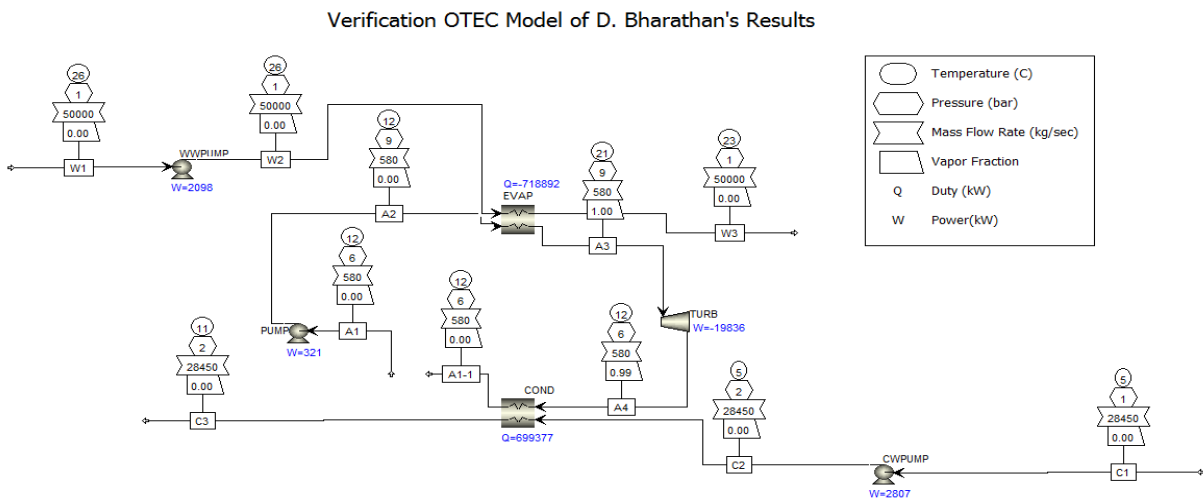 Verification OTEC Model of D. Bharathan's Results
Temperature (C)
Pressure (bar)
Mass Flow Rate (kg/sec)
Vapor Fraction
Q Duty (kW)
W Power(kW)
26
1
50000
0.00
W1
WWPUMP
W=2098
26
1
50000
0.00
W2
12
9
580
0.00
A2
Q=-718892
EVAP
21
9
580
1.00
A3
23
1
50000
0.00
W3
12
6
580
0.00
A1
PUMP
W=321
TURB
W=-19836
12
6
580
0.00
A1-1
12
6
580
0.99
A4
COND
Q=699377
11
2
28450
0.00
C3
5
2
28450
0.00
C2
CWPUMP
W=2807
5
1
28450
0.00
C1